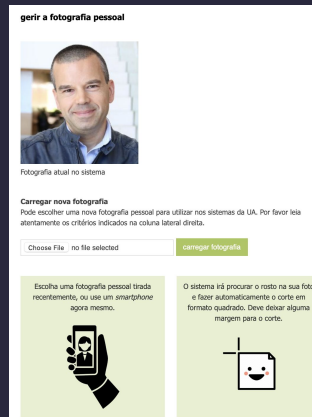 gerir a fotografia pessoal
Fotografia atual no sistema
Carregar nova fotografia
Pode escolher uma nova fotografia pessoal para utilizar nos sistemas da UA. Por favor leia
atentamente os critérios indicados na coluna lateral direita.
Choose File no file selected carregar fotografia
Escolha uma fotografia pessoal tirada
recentemente, ou use um smartphone
agora mesmo.
O sistema irá procurar o rosto na sua foto
e fazer automaticamente o corte em
formato quadrado. Deve deixar alguma
margem para o corte.